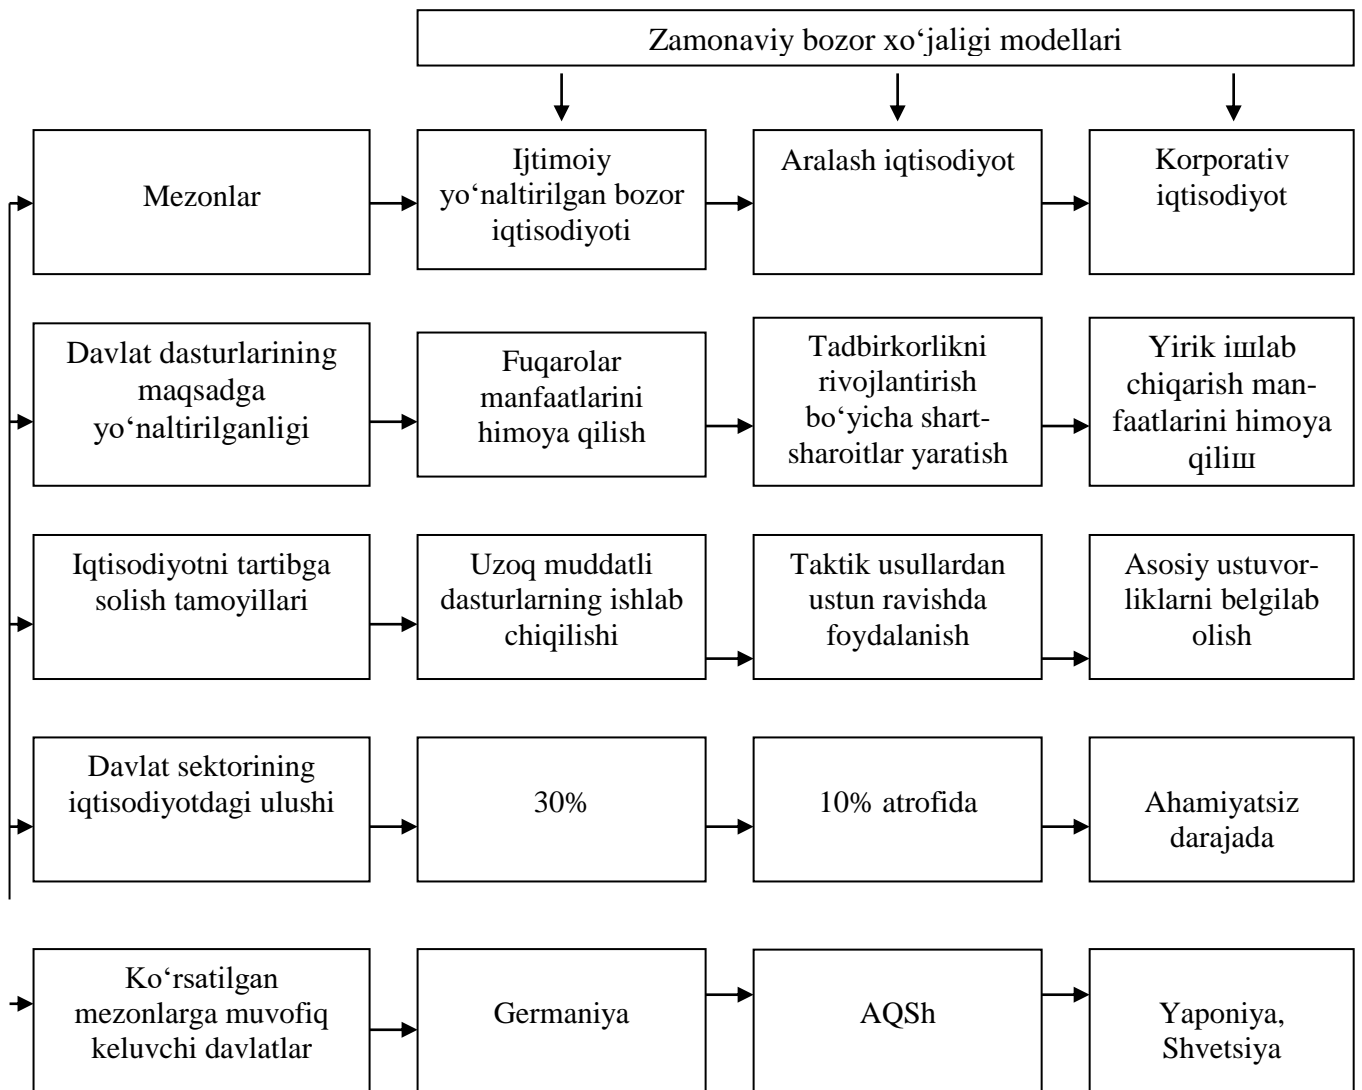 Zamonaviy bozor xo‘jaligi modellari
Mezonlar
Ijtimoiy
yo‘naltirilgan bozor
iqtisodiyoti
Aralash iqtisodiyot
Korporativ
iqtisodiyot
Davlat dasturlarining
maqsadga
yo‘naltirilganligi
Fuqarolar
manfaatlarini
himoya qilish
Tadbirkorlikni
rivojlantirish
bo‘yicha shart-
sharoitlar yaratish
Yirik iшlab
chiqarish man-
faatlarini himoya
qiliш
Iqtisodiyotni tartibga
solish tamoyillari
Uzoq muddatli
dasturlarning ishlab
chiqilishi
Taktik usullardan
ustun ravishda
foydalanish
Asosiy ustuvor-
liklarni belgilab
olish
Davlat sektorining
iqtisodiyotdagi ulushi
30%
10% atrofida
Ahamiyatsiz
darajada
Ko‘rsatilgan
mezonlarga muvofiq
keluvchi davlatlar
Germaniya
AQSh
Yaponiya,
Shvetsiya